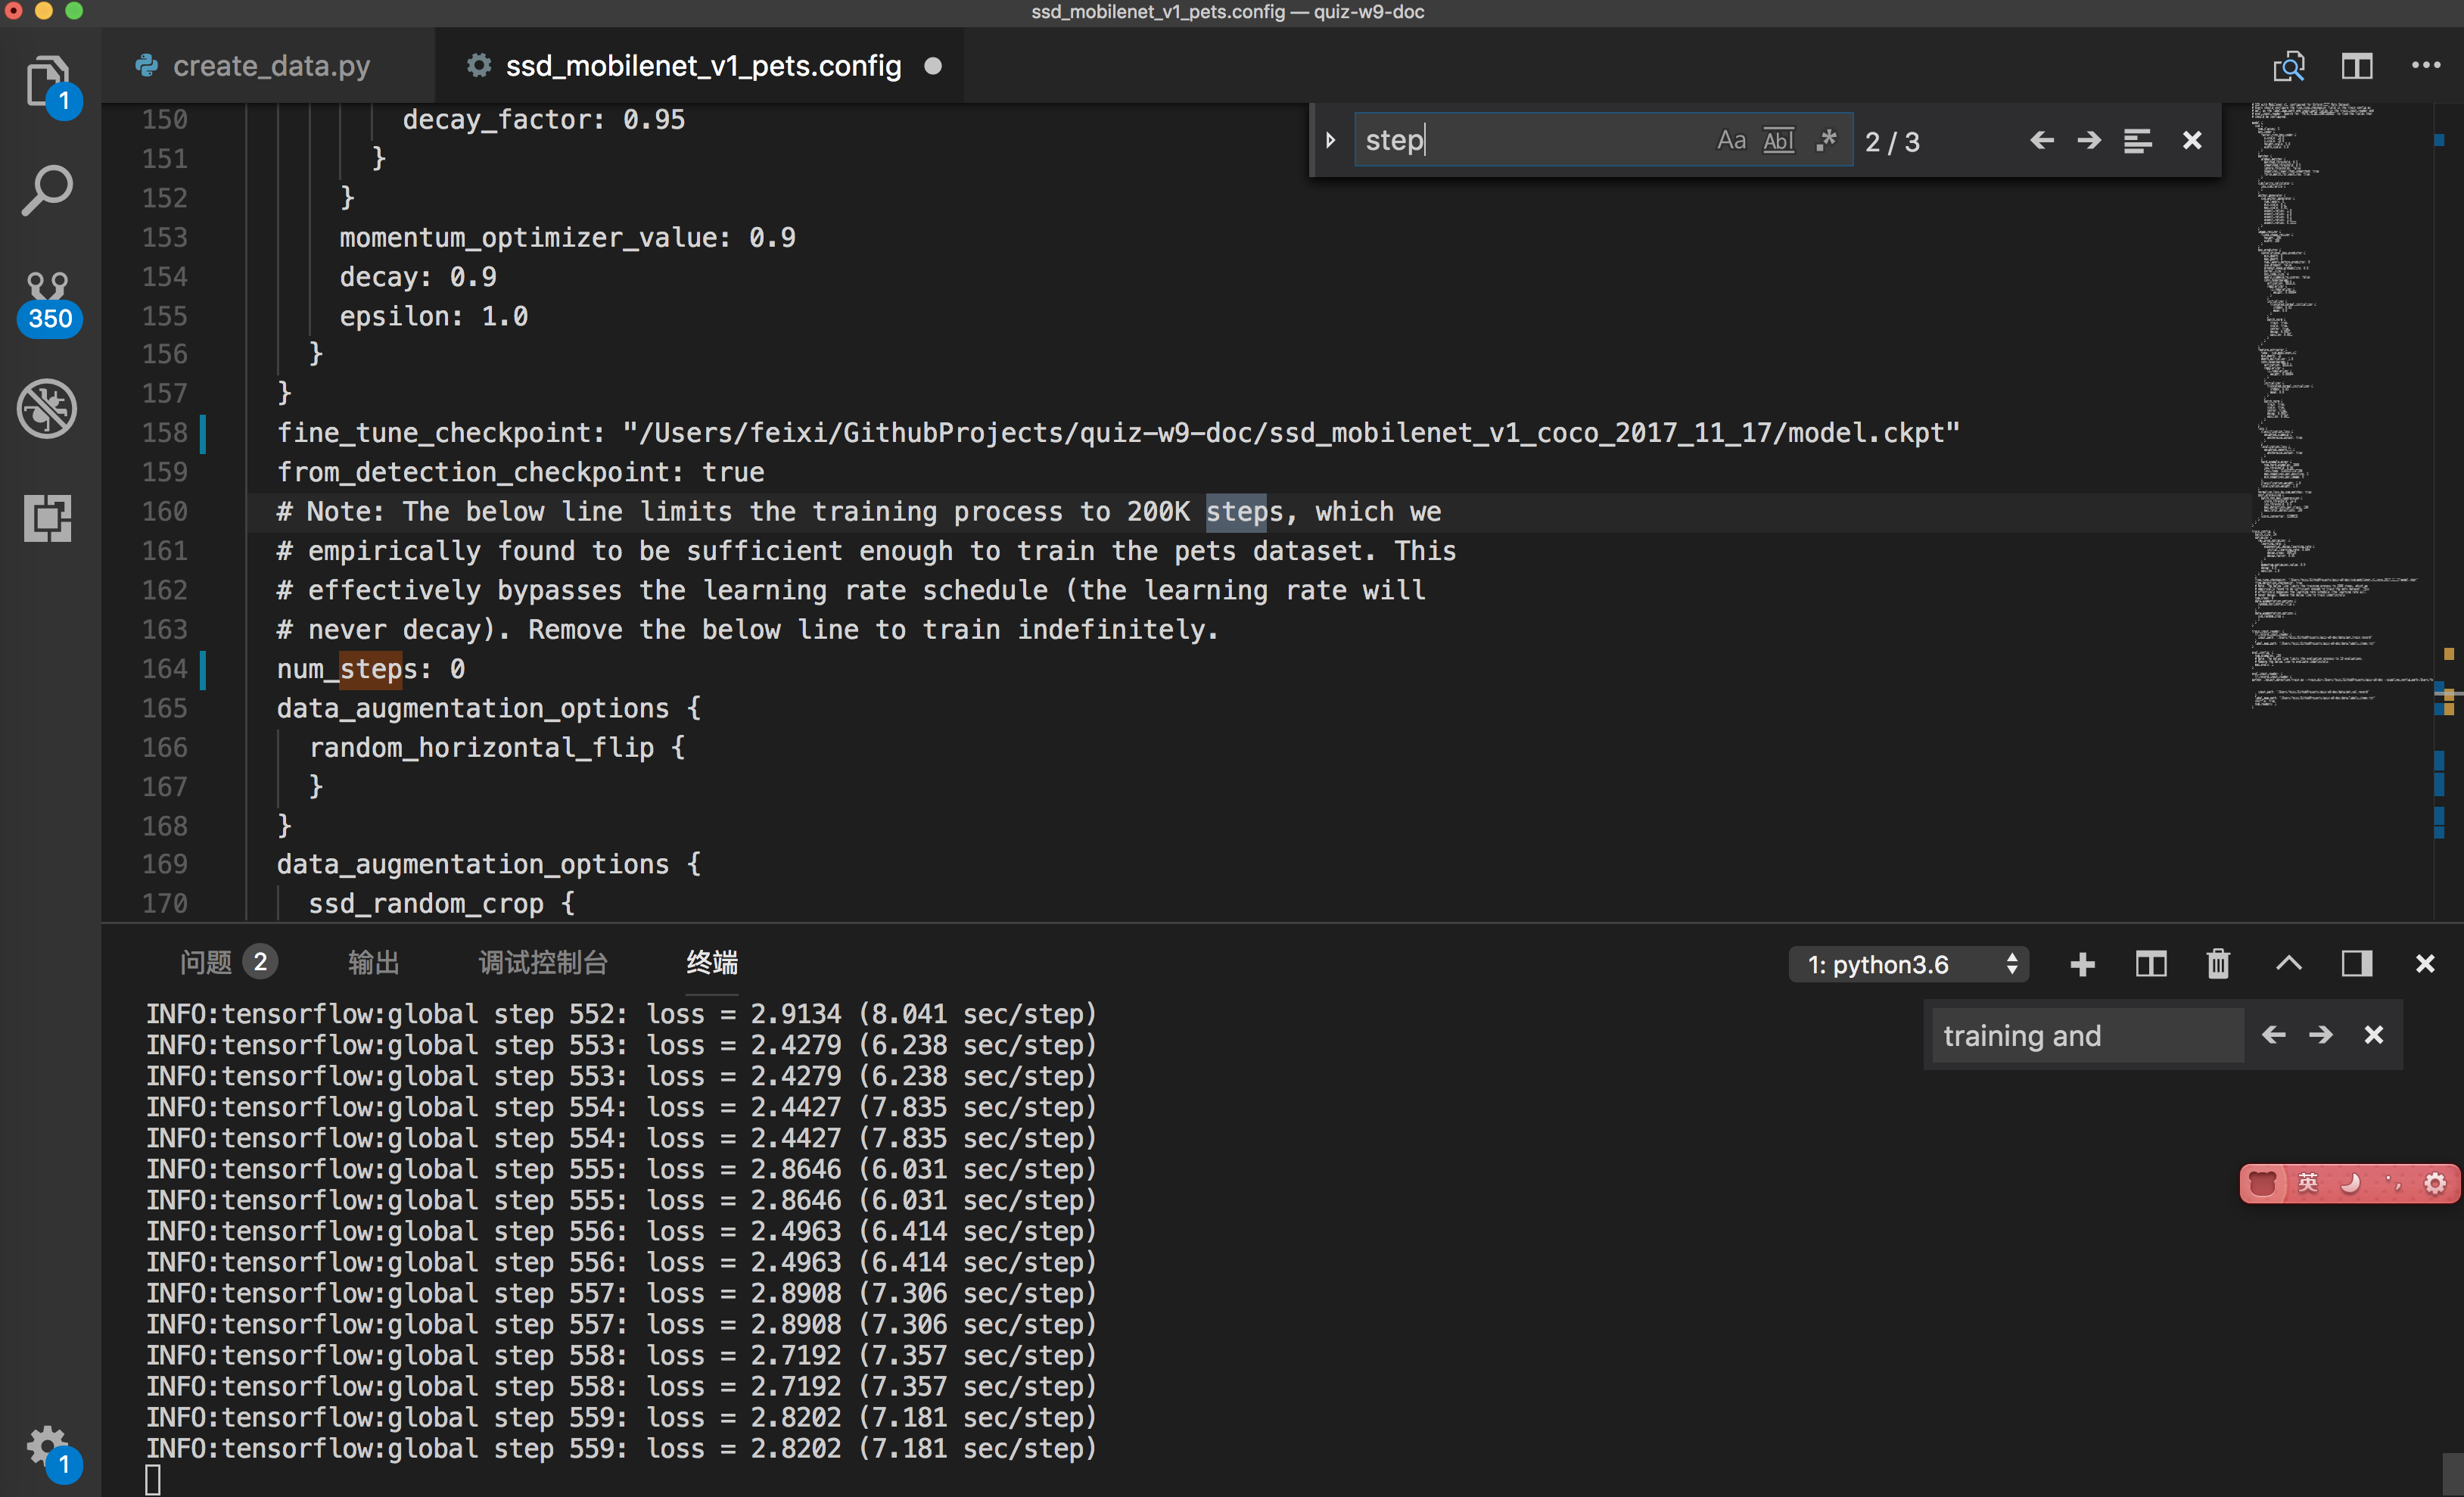 ssd_mobilenet_v1_pets.config — quiz-w9-doc
create_data.py
ssd_mobilenet_v1_pets.config
1
350
1
step
Aa
Abl
.*
2 / 3
150 decay_factor: 0.95
151 }
152 }
153 momentum_optimizer_value: 0.9
154 decay: 0.9
155 epsilon: 1.0
156 }
157 }
158 fine_tune_checkpoint: "/Users/feixi/GithubProjects/quiz-w9-doc/ssd_mobilenet_v1_coco_2017_11_17/model.ckpt"
159 from_detection_checkpoint: true
160 # Note: The below line limits the training process to 200K steps, which we
161 # empirically found to be sufficient enough to train the pets dataset. This
162 # effectively bypasses the learning rate schedule (the learning rate will
163 # never decay). Remove the below line to train indefinitely.
164 num_steps: 0
165 data_augmentation_options {
166 random_horizontal_flip {
167 }
168 }
169 data_augmentation_options {
170 ssd_random_crop {
问题 2 输出 调试控制台 终端
1: python3.6
training and
INFO:tensorflow:global step 552: loss = 2.9134 (8.041 sec/step)
INFO:tensorflow:global step 553: loss = 2.4279 (6.238 sec/step)
INFO:tensorflow:global step 553: loss = 2.4279 (6.238 sec/step)
INFO:tensorflow:global step 554: loss = 2.4427 (7.835 sec/step)
INFO:tensorflow:global step 554: loss = 2.4427 (7.835 sec/step)
INFO:tensorflow:global step 555: loss = 2.8646 (6.031 sec/step)
INFO:tensorflow:global step 555: loss = 2.8646 (6.031 sec/step)
INFO:tensorflow:global step 556: loss = 2.4963 (6.414 sec/step)
INFO:tensorflow:global step 556: loss = 2.4963 (6.414 sec/step)
INFO:tensorflow:global step 557: loss = 2.8908 (7.306 sec/step)
INFO:tensorflow:global step 557: loss = 2.8908 (7.306 sec/step)
INFO:tensorflow:global step 558: loss = 2.7192 (7.357 sec/step)
INFO:tensorflow:global step 558: loss = 2.7192 (7.357 sec/step)
INFO:tensorflow:global step 559: loss = 2.8202 (7.181 sec/step)
INFO:tensorflow:global step 559: loss = 2.8202 (7.181 sec/step)
英